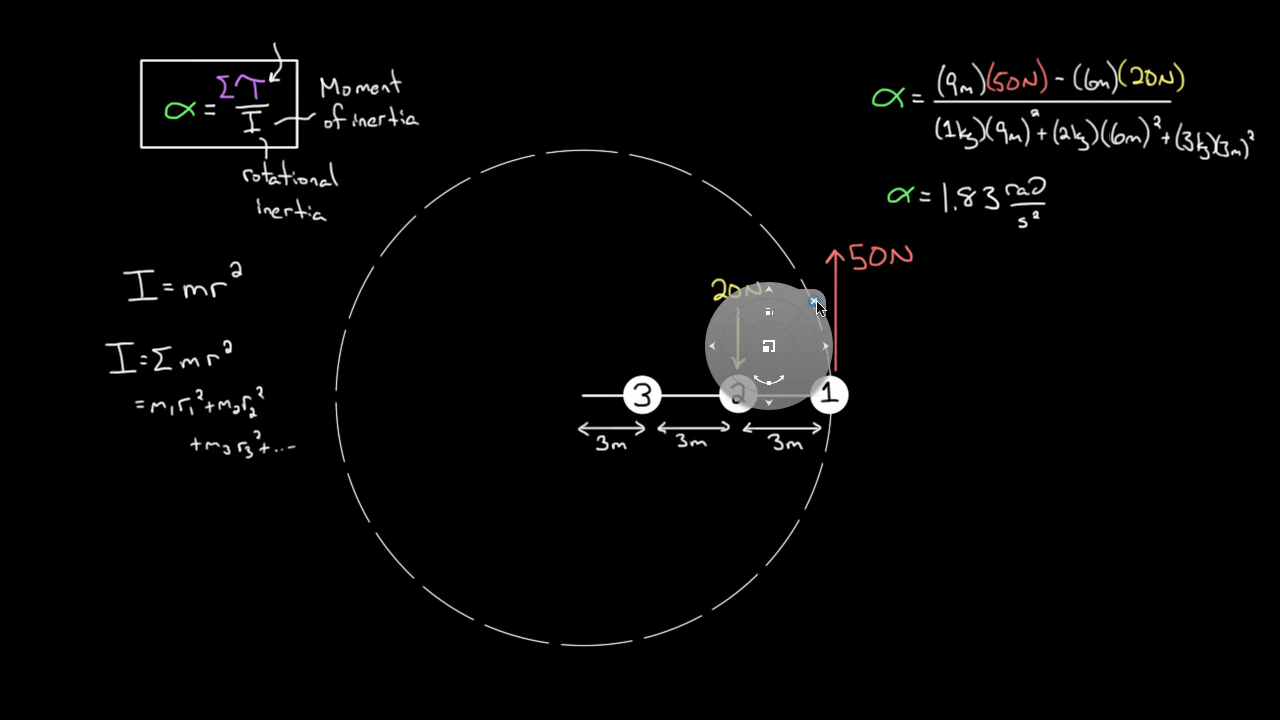 α = Στ / I
Moment
of inertia
rotational
inertia
I = mr²
I = Σmr²
= m₁r₁² + m₂r₂²
+ m₃r₃² + ...
α = (9m)(50N) - (6m)(20N) / (1kg)(9m)² + (2kg)(6m)² + (3kg)(3m)²
α = 1.83 rad/s²
50N
20N
3 2 1
3m 3m 3m